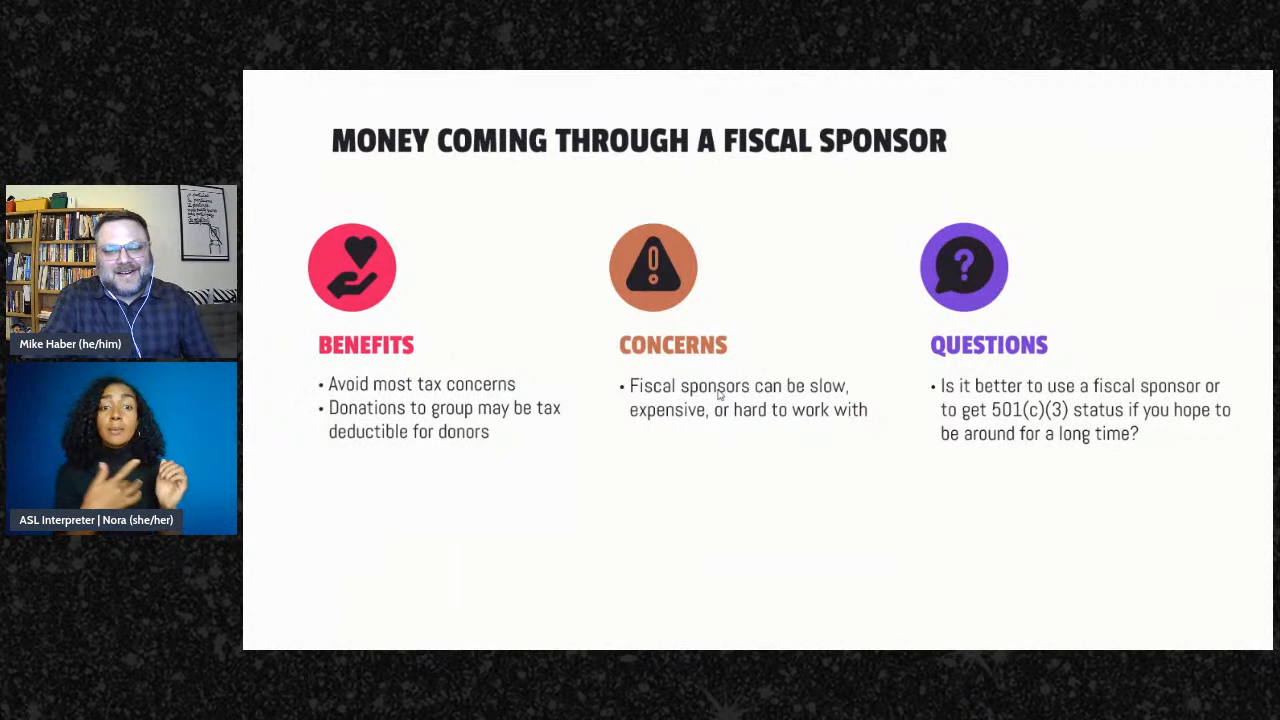 MONEY COMING THROUGH A FISCAL SPONSOR
BENEFITS
• Avoid most tax concerns
• Donations to group may be tax
deductible for donors
CONCERNS
• Fiscal sponsors can be slow,
expensive, or hard to work with
QUESTIONS
• Is it better to use a fiscal sponsor or
to get 501(c)(3) status if you hope to
be around for a long time?
Mike Haber (he/him)
ASL Interpreter | Nora (she/her)